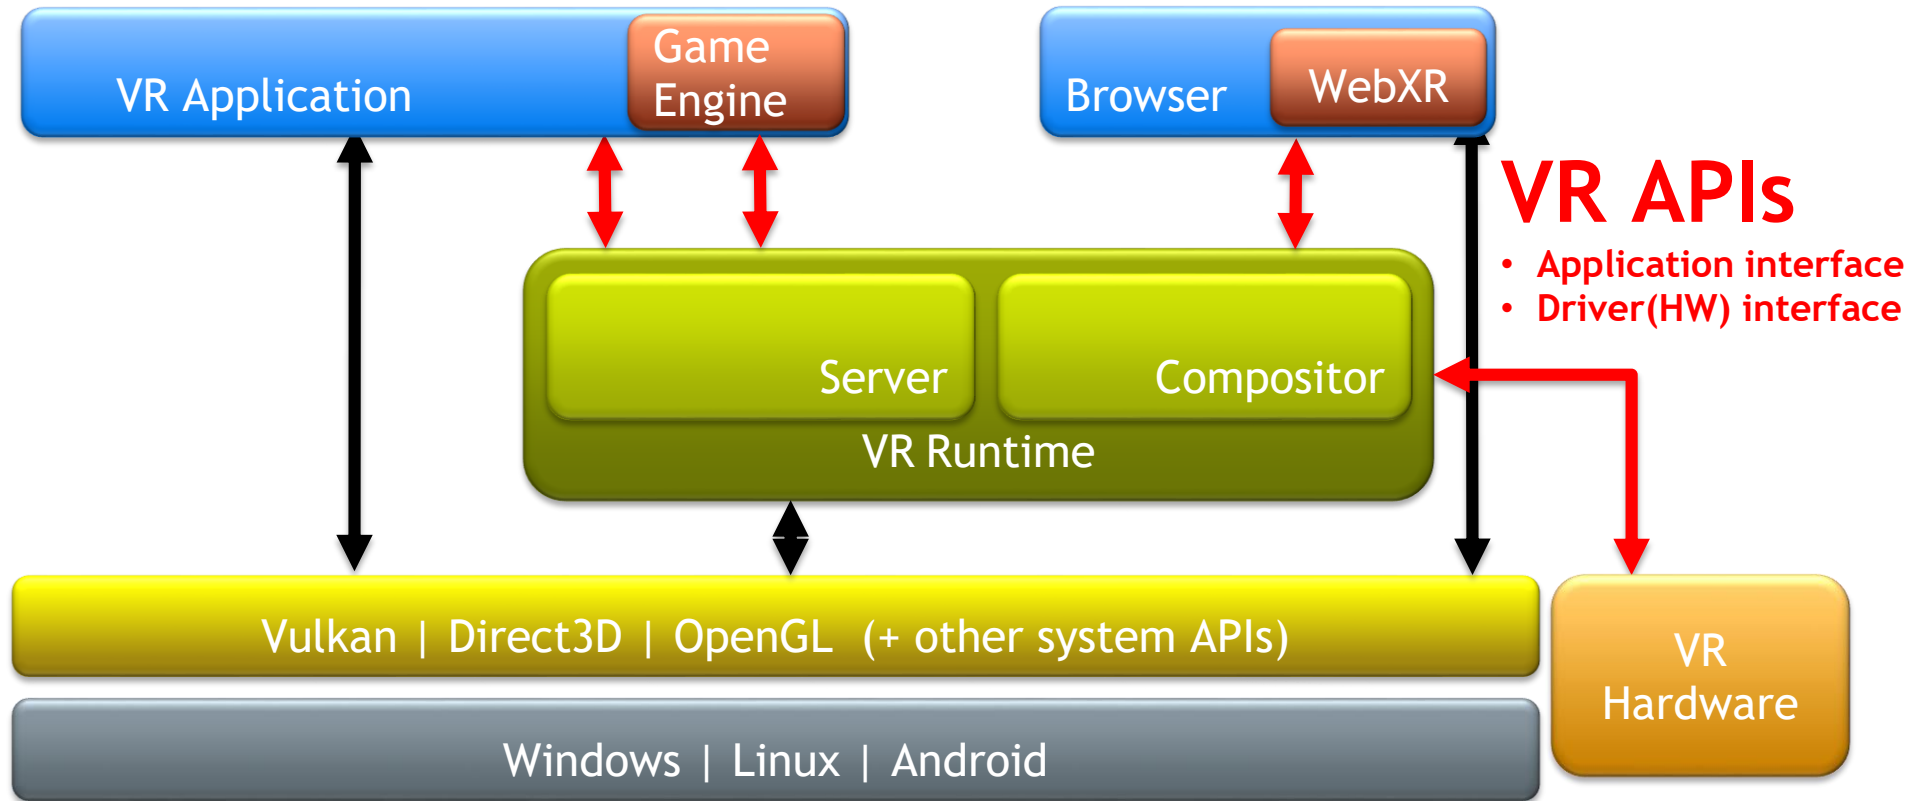 VR Application
Game
Engine
Browser
WebXR
VR APIs
• Application interface
• Driver(HW) interface
Server
Compositor
VR Runtime
Vulkan | Direct3D | OpenGL (+ other system APIs)
VR
Hardware
Windows | Linux | Android